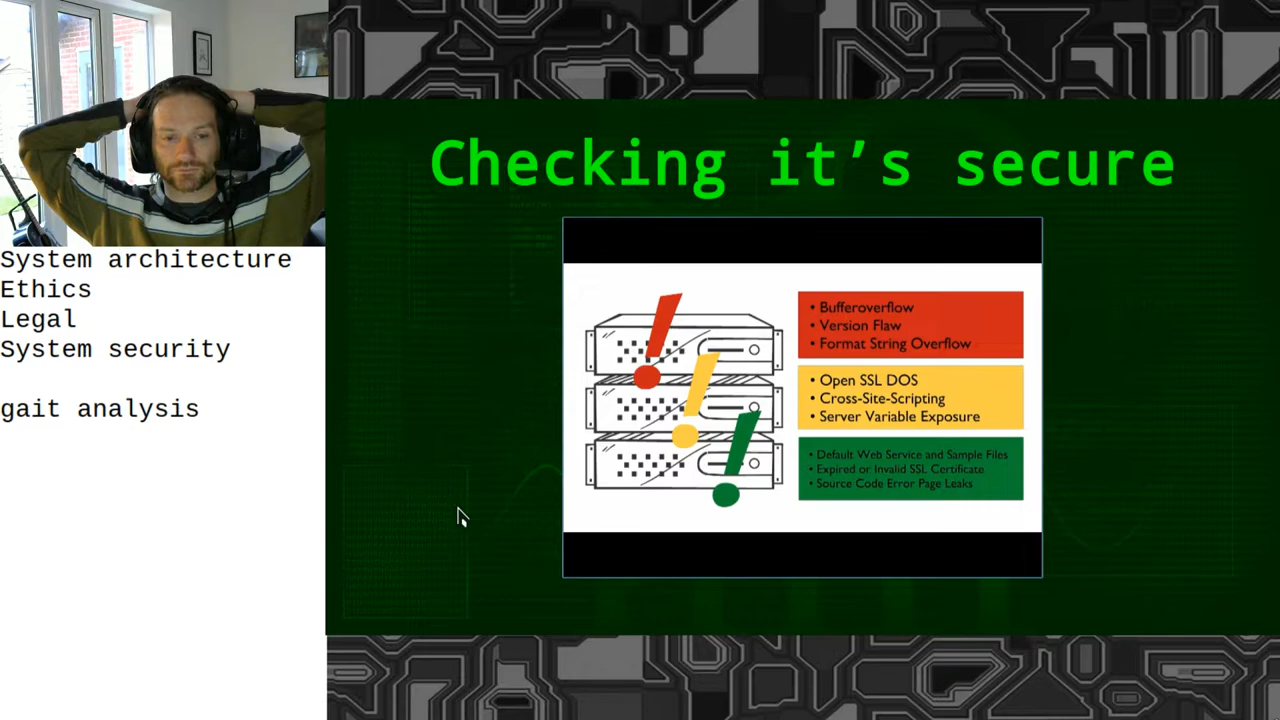 System architecture
Ethics
Legal
System security
gait analysis
Checking it’s secure
• Bufferoverflow
• Version Flaw
• Format String Overflow
• Open SSL DOS
• Cross-Site-Scripting
• Server Variable Exposure
• Default Web Service and Sample Files
• Expired or Invalid SSL Certificate
• Source Code Error Page Leaks